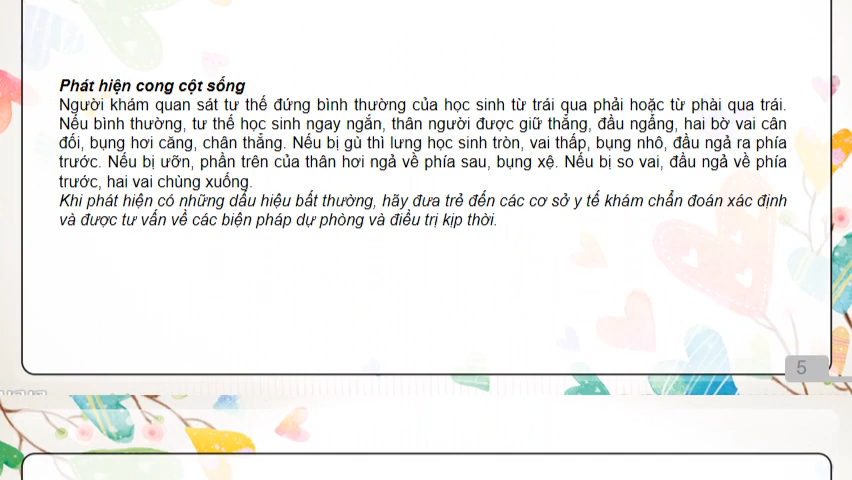 Phát hiện cong cột sống
Người khám quan sát tư thế đứng bình thường của học sinh từ trái qua phải hoặc từ phài qua trái.
Nếu bình thường, tư thế học sinh ngay ngắn, thân người được giữ thẳng, đầu ngẩng, hai bờ vai cân
đối, bụng hơi căng, chân thẳng. Nếu bị gù thì lưng học sinh tròn, vai thấp, bụng nhô, đầu ngả ra phía
trước. Nếu bị ưỡn, phần trên của thân hơi ngả về phía sau, bụng xệ. Nếu bị so vai, đầu ngả về phía
trước, hai vai chùng xuống.
Khi phát hiện có những dấu hiệu bất thường, hãy đưa trẻ đến các cơ sở y tế khám chẩn đoán xác định
và được tư vấn về các biện pháp dự phòng và điều trị kịp thời.
5